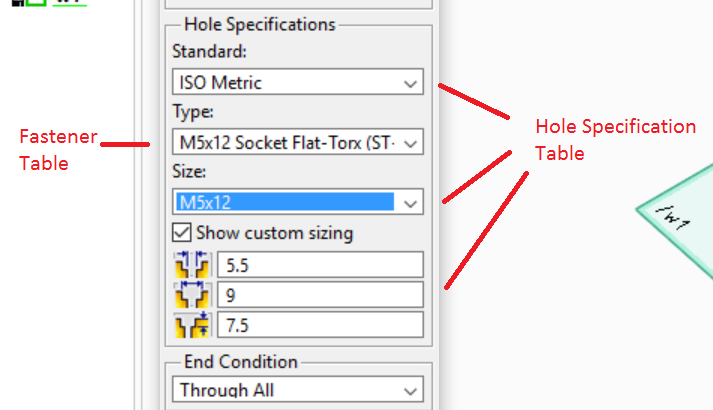 Hole Specifications
Standard:
ISO Metric
Type:
M5x12 Socket Flat-Torx (ST-
Size:
M5x12
Show custom sizing
5.5
9
7.5
End Condition
Through All
Fastener
Table
Hole Specification
Table